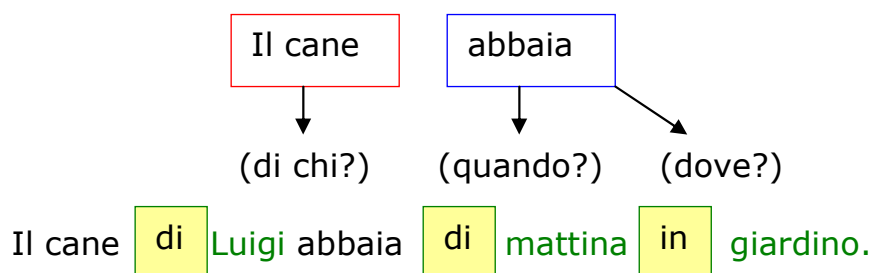 Il cane abbaia
(di chi?) (quando?) (dove?)
Il cane di Luigi abbaia di mattina in giardino.